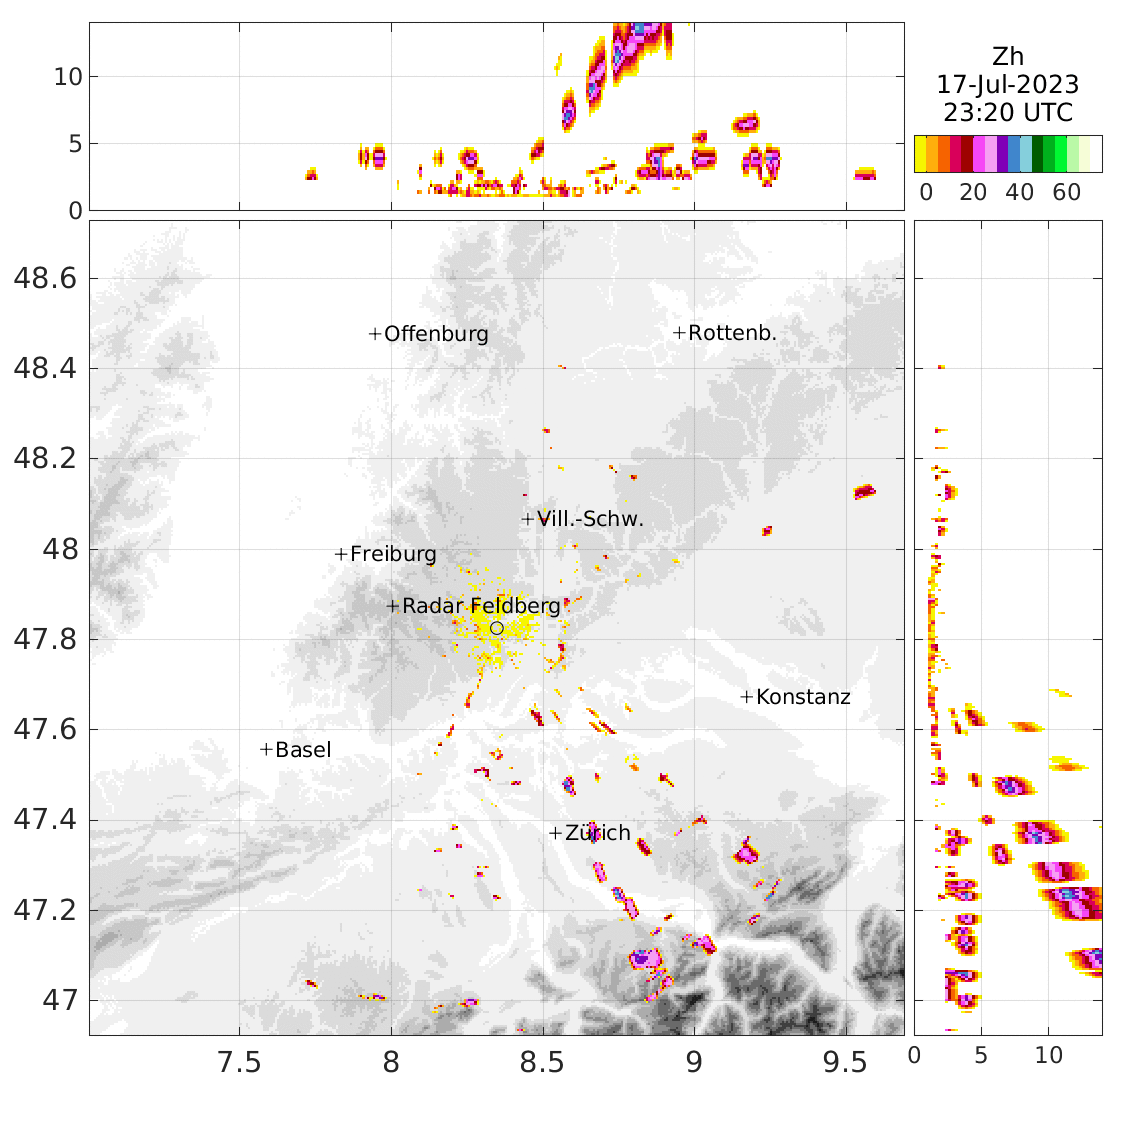 10
5
0
Zh
17-Jul-2023
23:20 UTC
0 20 40 60
48.6
48.4
48.2
48
47.8
47.6
47.4
47.2
47
+Offenburg
+Rottenb.
+Vill.-Schw.
+Freiburg
+Radar Feldberg
+Konstanz
+Basel
+Zürich
7.5 8 8.5 9 9.5
0 5 10